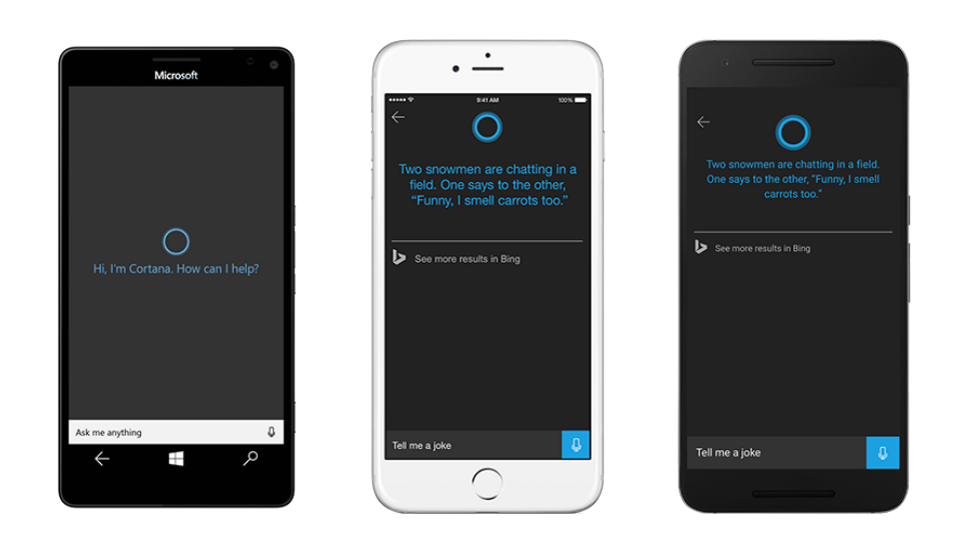 Microsoft
Hi, I'm Cortana. How can I help?
Ask me anything
9:41 AM
100%
Two snowmen are chatting in a
field. One says to the other,
“Funny, I smell carrots too.”
See more results in Bing
Tell me a joke
Two snowmen are chatting in a field.
One says to the other, “Funny, I smell
carrots too.“
See more results in Bing
Tell me a joke